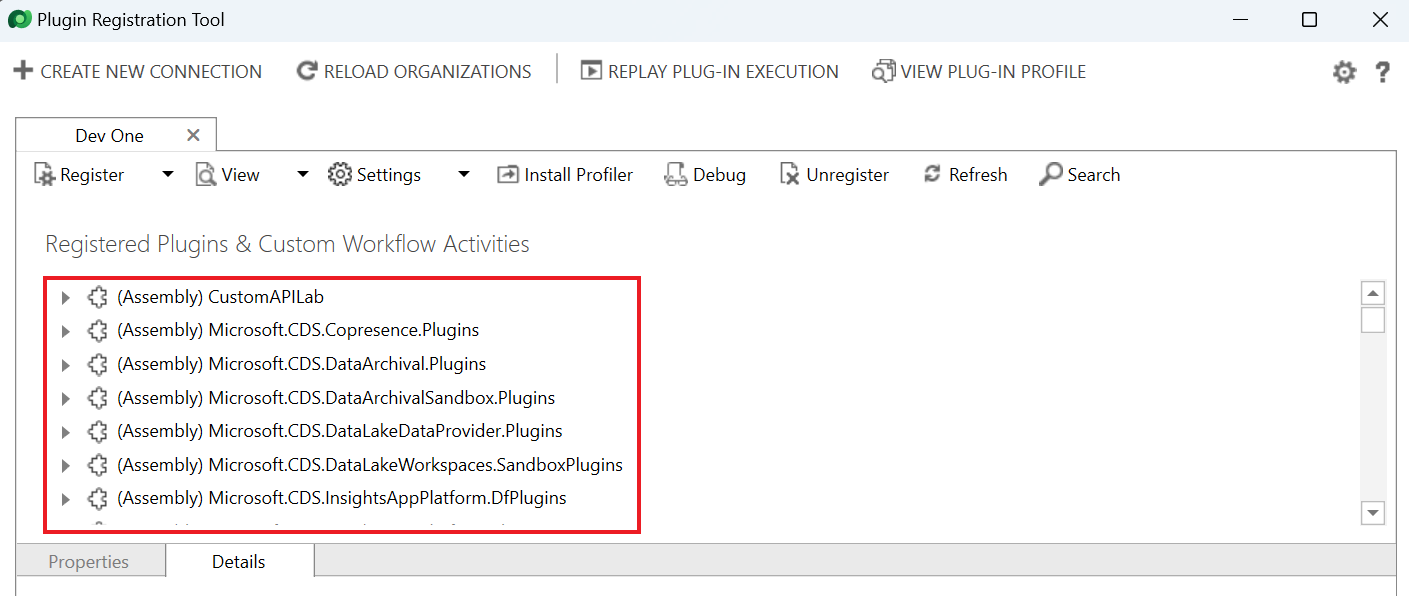 Plugin Registration Tool
CREATE NEW CONNECTION RELOAD ORGANIZATIONS REPLAY PLUG-IN EXECUTION VIEW PLUG-IN PROFILE ?
Dev One
Register View Settings Install Profiler Debug Unregister Refresh Search
Registered Plugins & Custom Workflow Activities
(Assembly) CustomAPILab
(Assembly) Microsoft.CDS.Copresence.Plugins
(Assembly) Microsoft.CDS.DataArchival.Plugins
(Assembly) Microsoft.CDS.DataArchivalSandbox.Plugins
(Assembly) Microsoft.CDS.DataLakeDataProvider.Plugins
(Assembly) Microsoft.CDS.DataLakeWorkspaces.SandboxPlugins
(Assembly) Microsoft.CDS.InsightsAppPlatform.DfPlugins
Properties Details